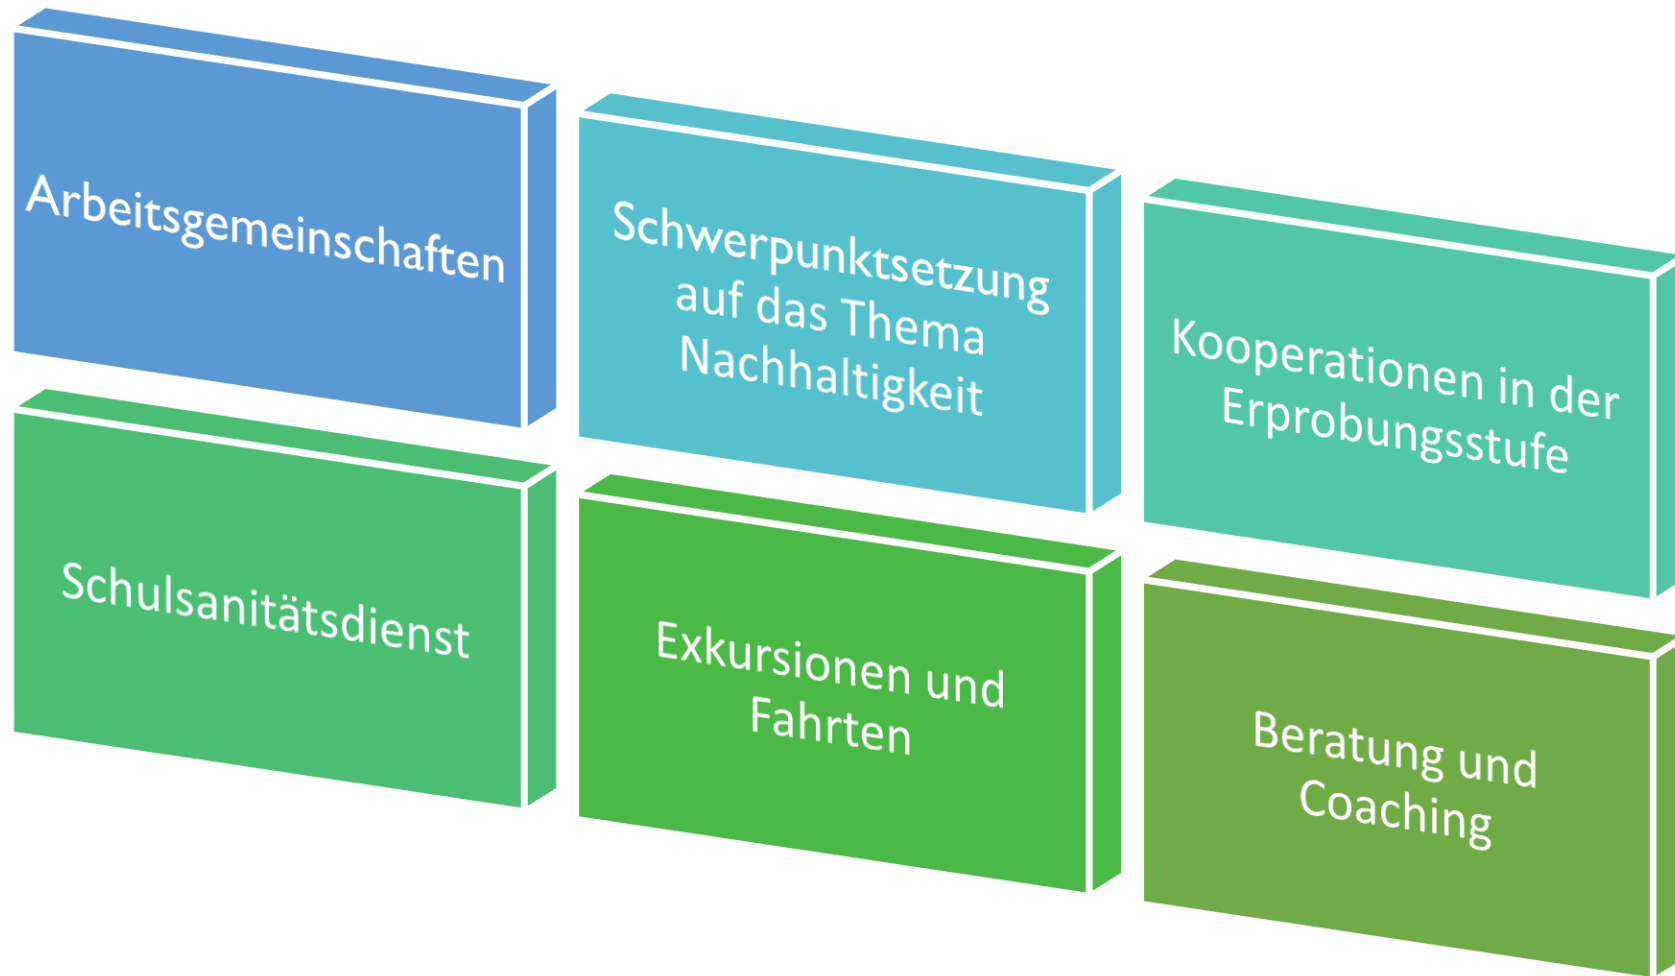 Arbeitsgemeinschaften
Schwerpunktsetzung
auf das Thema
Nachhaltigkeit
Kooperationen in der
Erprobungsstufe
Schulsanitätsdienst
Exkursionen und
Fahrten
Beratung und
Coaching